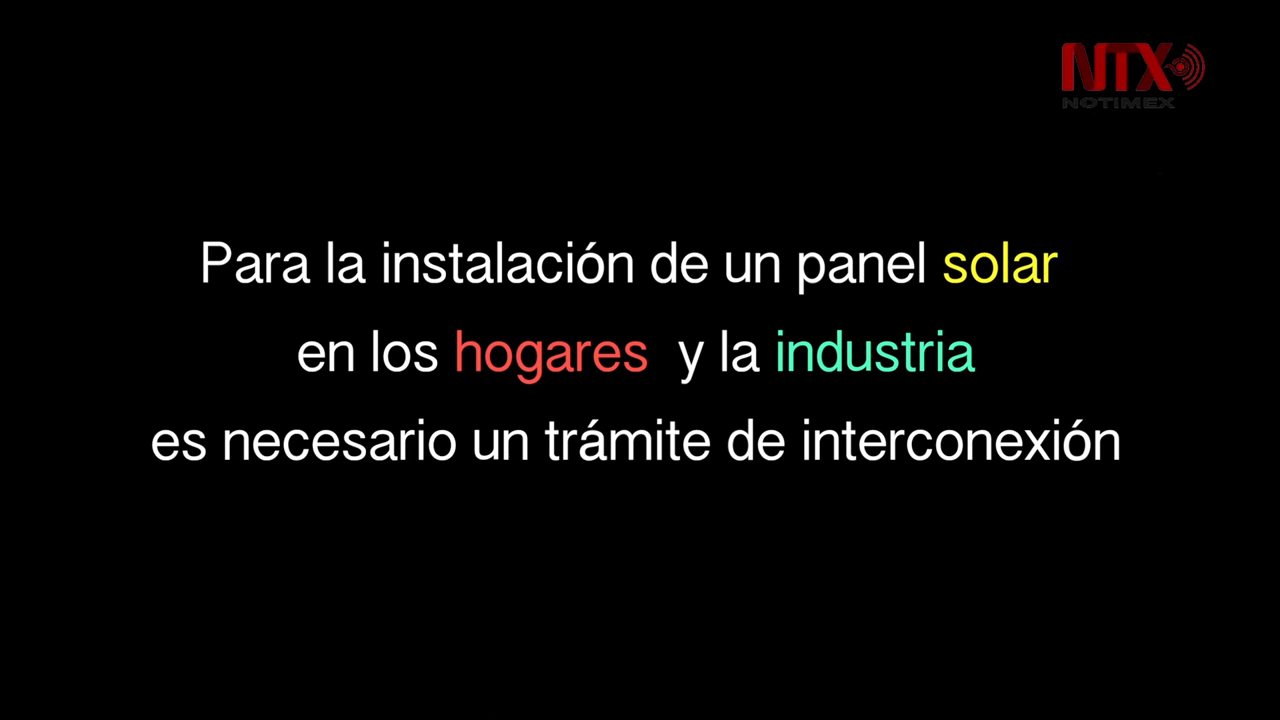 NTX
NOTIMEX
Para la instalación de un panel solar
en los hogares y la industria
es necesario un trámite de interconexión